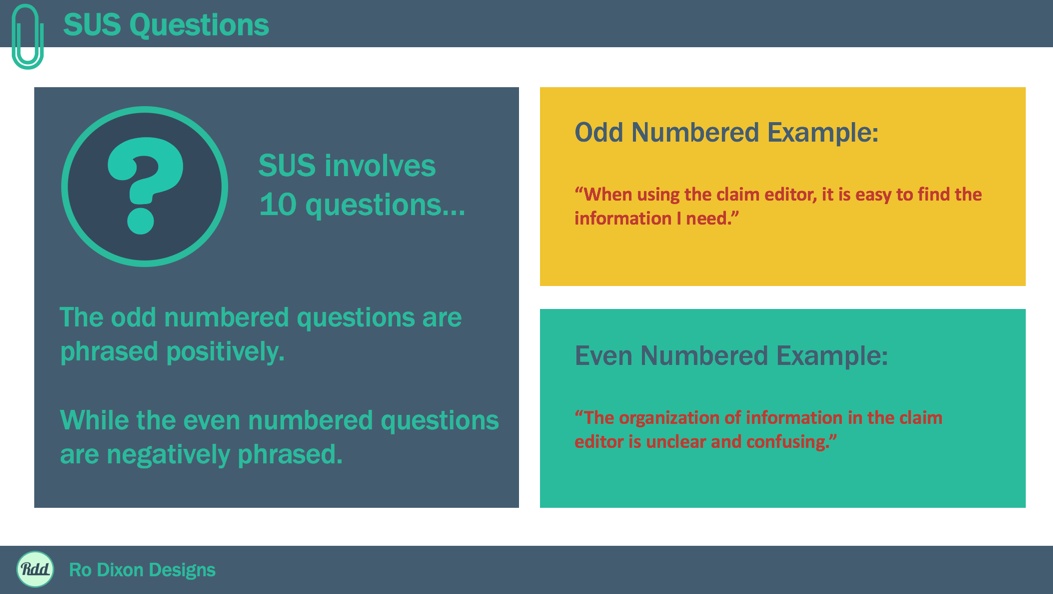 SUS Questions
?
SUS involves
10 questions…
The odd numbered questions are
phrased positively.
While the even numbered questions
are negatively phrased.
Odd Numbered Example:
“When using the claim editor, it is easy to find the
information I need.”
Even Numbered Example:
“The organization of information in the claim
editor is unclear and confusing.”
Rdd
Ro Dixon Designs